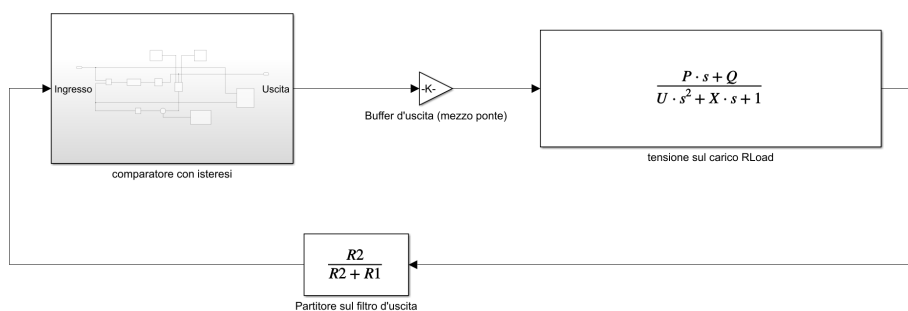 Ingresso
Uscita
comparatore con isteresi
-K-
Buffer d'uscita (mezzo ponte)
P · s + Q
U · s² + X · s + 1
tensione sul carico RLoad
R2
R2 + R1
Partitore sul filtro d'uscita